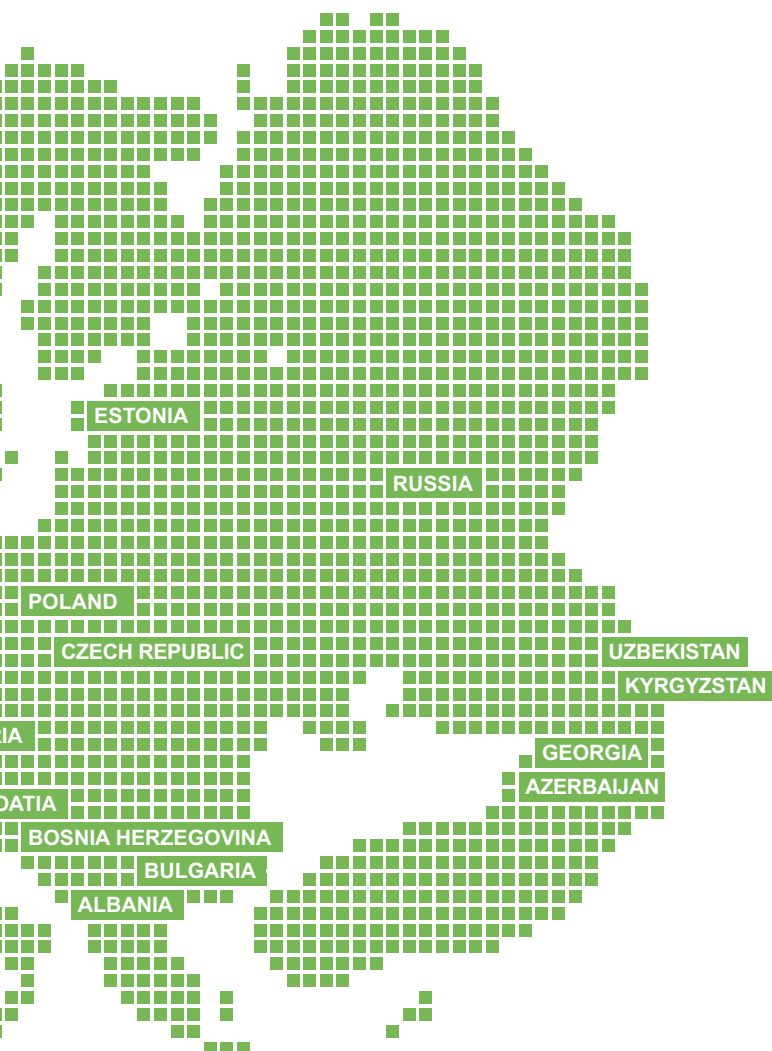 ESTONIA
RUSSIA
POLAND
CZECH REPUBLIC
UZBEKISTAN
KYRGYZSTAN
GEORGIA
AZERBAIJAN
BOSNIA HERZEGOVINA
BULGARIA
ALBANIA